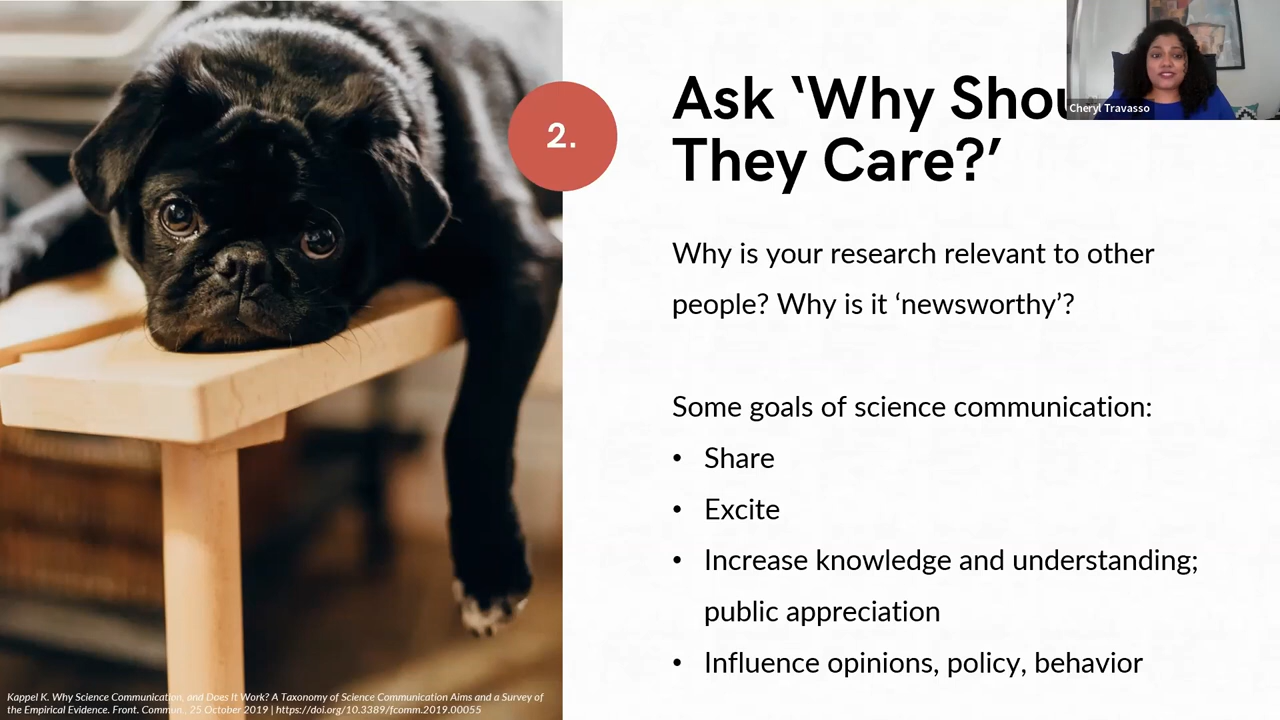 2.
Ask ‘Why Shou
They Care?’
Cheryl Travasso
Why is your research relevant to other
people? Why is it ‘newsworthy’?
Some goals of science communication:
• Share
• Excite
• Increase knowledge and understanding;
public appreciation
• Influence opinions, policy, behavior
Kappel K. Why Science Communication, and Does It Work? A Taxonomy of Science Communication Aims and a Survey of
the Empirical Evidence. Front. Commun., 25 October 2019 | https://doi.org/10.3389/fcomm.2019.00055